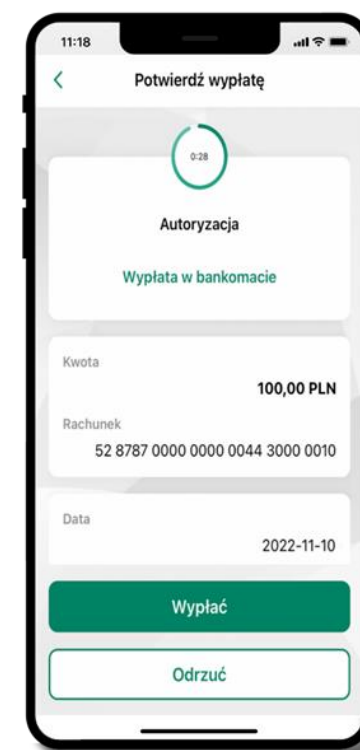 11:18
Potwierdź wypłatę
0:28
Autoryzacja
Wypłata w bankomacie
Kwota
100,00 PLN
Rachunek
52 8787 0000 0000 0044 3000 0010
Data
2022-11-10
Wypłać
Odrzuć